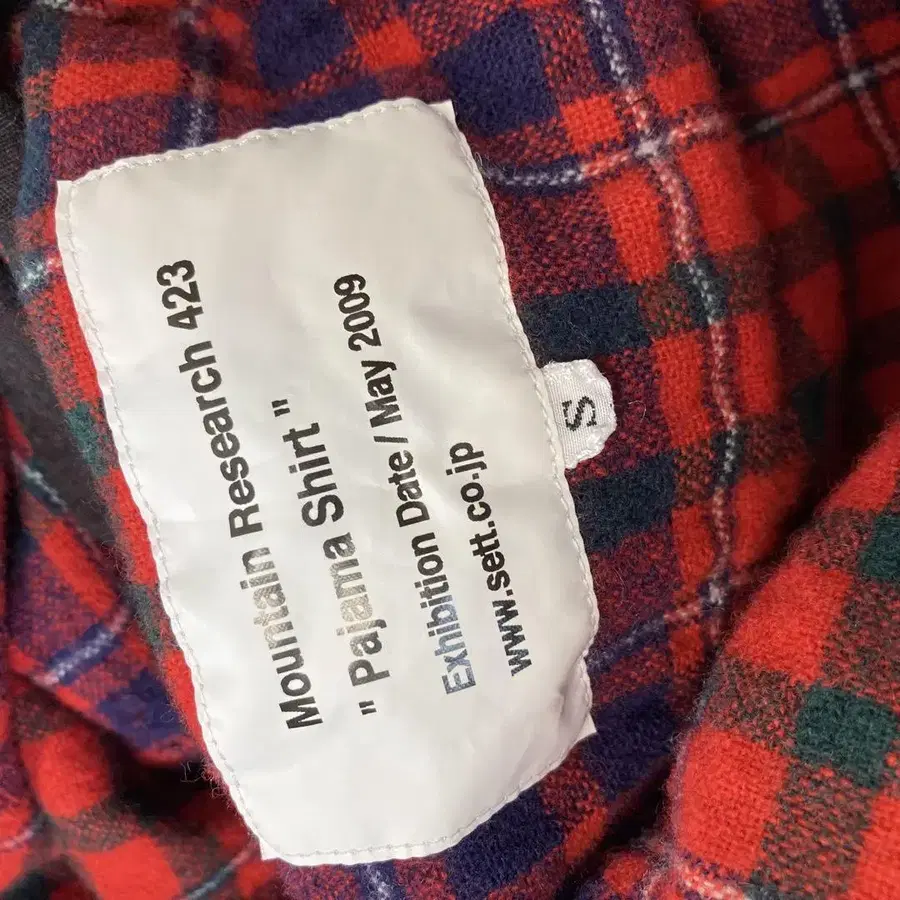 Mountain Research 423
" Pajama Shirt "
Exhibition Date / May 2009
www.sett.co.jp
S